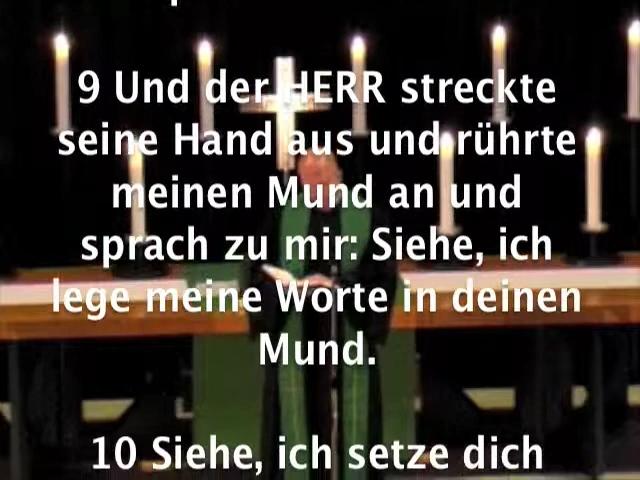 9 Und der HERR streckte
seine Hand aus und rührte
meinen Mund an und
sprach zu mir: Siehe, ich
lege meine Worte in deinen
Mund.
10 Siehe, ich setze dich